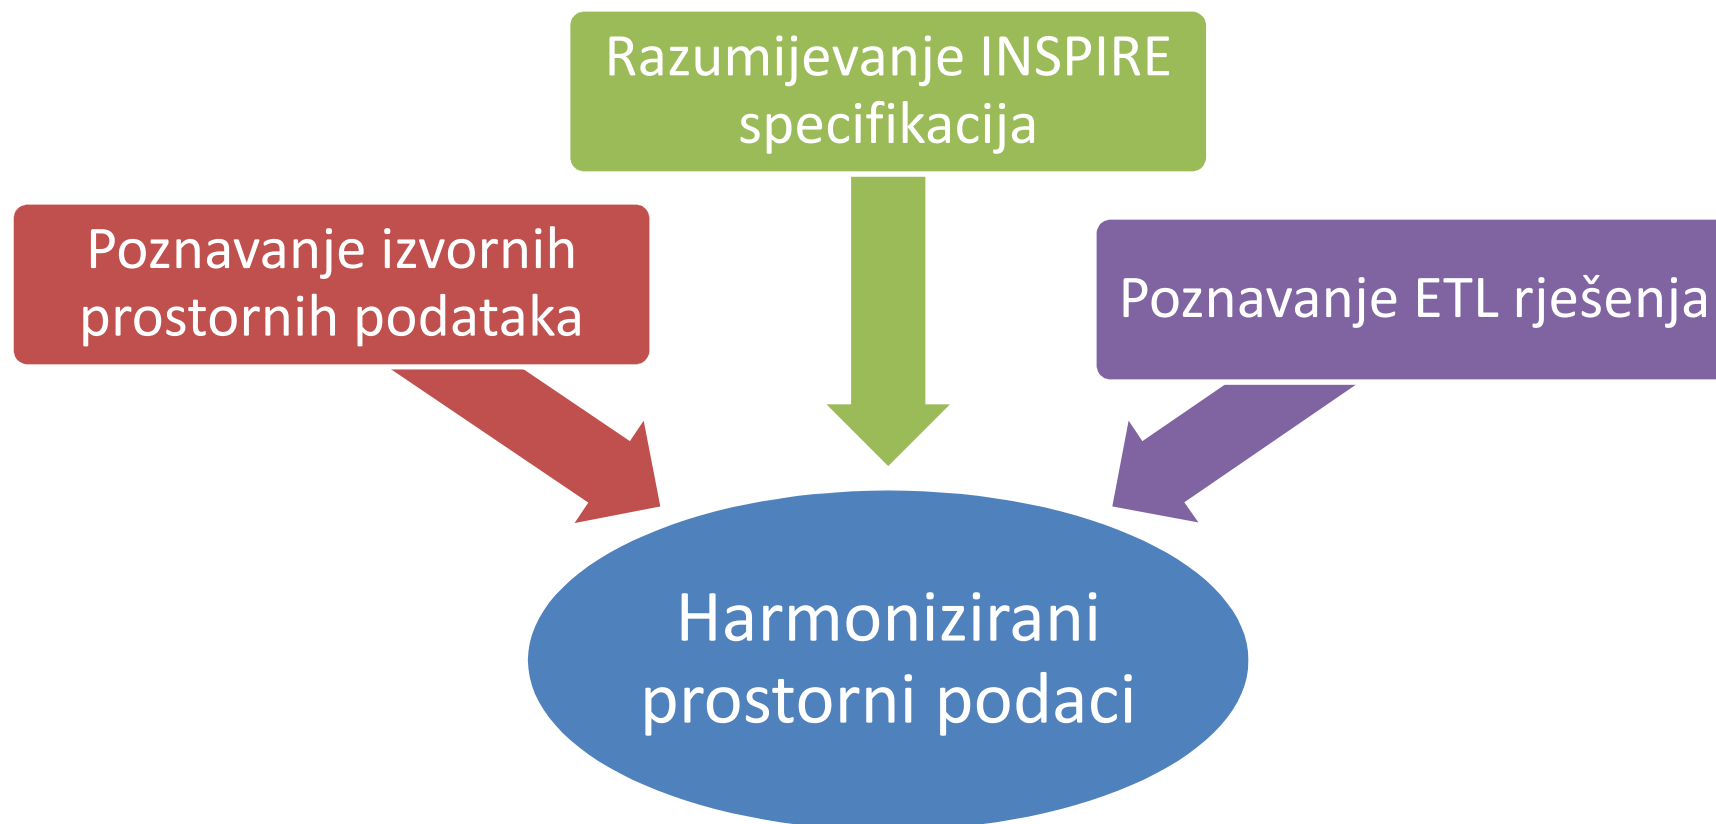 Razumijevanje INSPIRE
specifikacija
Poznavanje izvornih
prostornih podataka
Poznavanje ETL rješenja
Harmonizirani
prostorni podaci